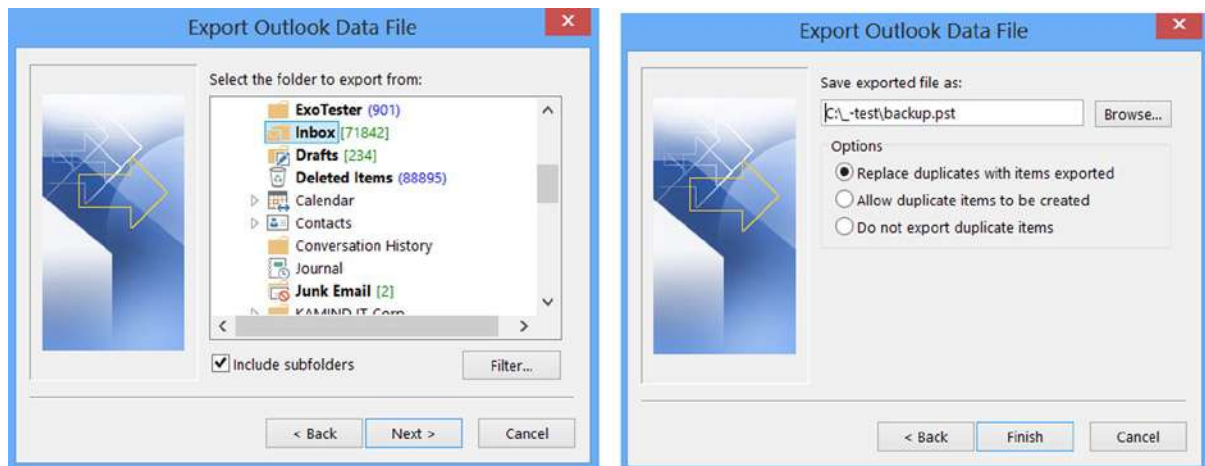 Export Outlook Data File
Select the folder to export from:
ExoTester (901)
Inbox [71842]
Drafts [234]
Deleted Items (88895)
Calendar
Contacts
Conversation History
Journal
Junk Email [2]
KAMIND IT Corp
Include subfolders
Filter...
< Back
Next >
Cancel
Export Outlook Data File
Save exported file as:
C:\_-test\backup.pst
Browse...
Options
Replace duplicates with items exported
Allow duplicate items to be created
Do not export duplicate items
< Back
Finish
Cancel